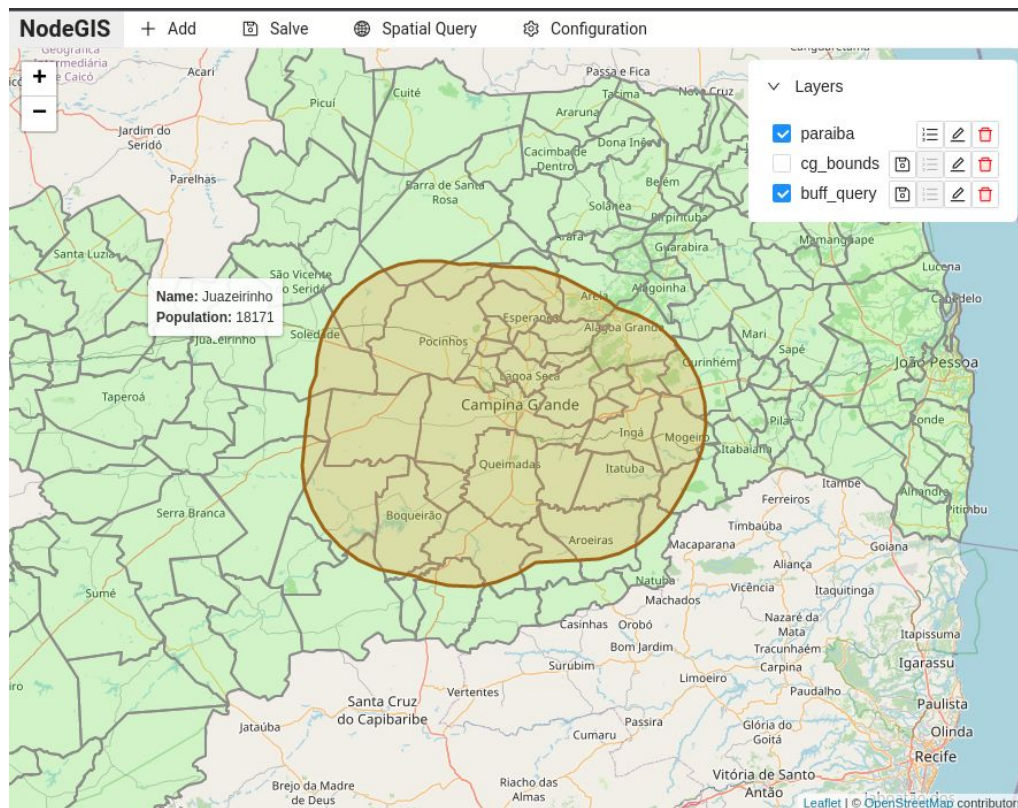 NodeGIS
Add
Salve
Spatial Query
Configuration
+
−
Layers
paraiba
cg_bounds
buff_query
Name: Juazeirinho
Population: 18171
Geográfica
Intermediária
de Caicó
Acari
Passa e Fica
Nova Cruz
Picuí
Cuité
Tacima
Araruna
Jardim do
Seridó
Dona Inês
Cacimba de
Dentro
Parelhas
Barra de Santa
Rosa
Belém
Solânea
Pirpirituba
Santa Luzia
Guarabira
Mamanguape
São Vicente
do Seridó
Alagoinha
Lucena
Areia
Cabedelo
Esperança
Alagoa Grande
Juazeirinho
Soledade
Pocinhos
Mari
Sapé
Gurinhém
João Pessoa
Lagoa Seca
Taperoá
Campina Grande
Pilar
Conde
Ingá
Mogeiro
Itabaiana
Queimadas
Itatuba
Itambé
Alhandra
Ferreiros
Serra Branca
Boqueirão
Pitimbu
Timbaúba
Aroeiras
Macaparana
Goiana
Aliança
Natuba
Vicência
Itaquitinga
Sumé
Machados
Nazaré da
Mata
Casinhas
Orobó
Itapissuma
Bom Jardim
Tracunhaém
Surubim
Carpina
Igarassu
Limoeiro
Vertentes
Paudalho
Santa Cruz
do Capibaribe
Paulista
Passira
Jataúba
Glória do
Goitá
Olinda
Cumaru
Recife
Vitória de Santo
Antão
Brejo da Madre
de Deus
Riacho das
Almas
Leaflet | © OpenStreetMap contributor